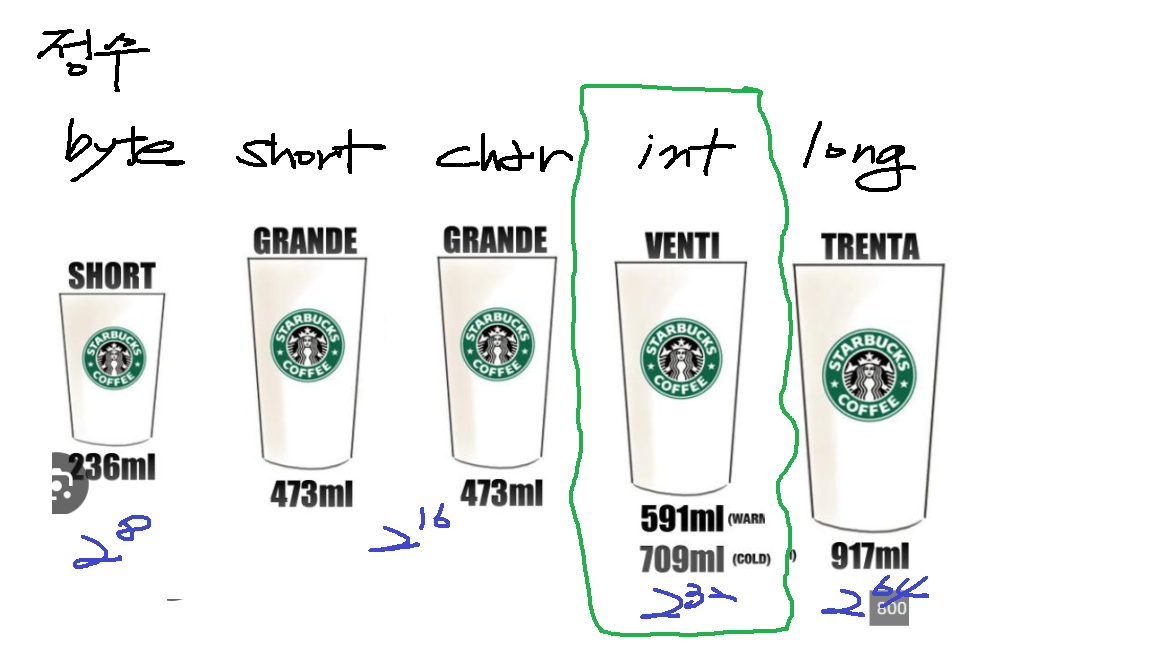 정수
byte short char int long
SHORT GRANDE GRANDE VENTI TRENTA
STARBUCKS COFFEE STARBUCKS COFFEE STARBUCKS COFFEE STARBUCKS COFFEE STARBUCKS COFFEE
236ml 473ml 473ml 591ml (WARM 917ml
709ml (COLD) )
2^8 2^16 2^32 2^64
800